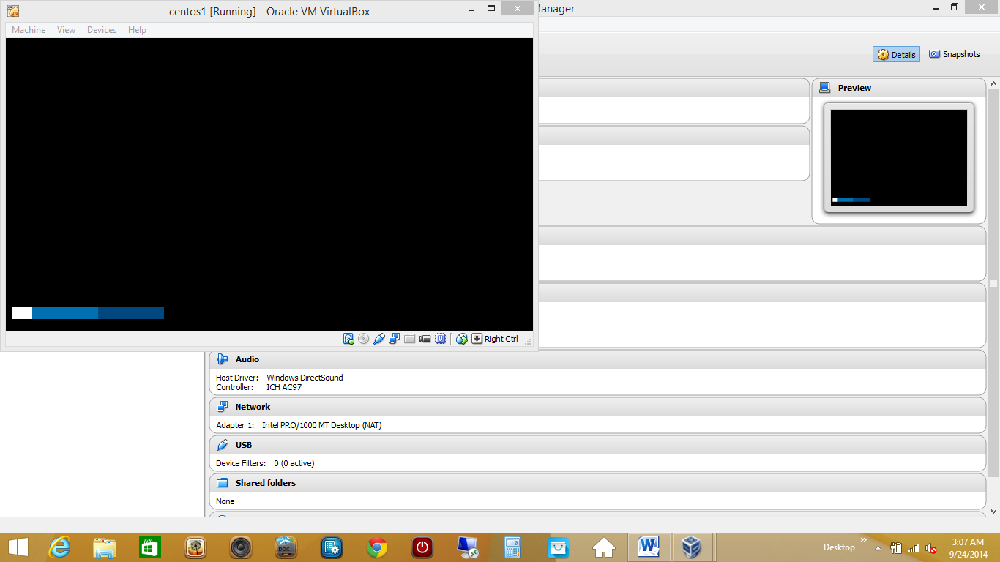 centos1 [Running] - Oracle VM VirtualBox
Manager
Machine View Devices Help
Details Snapshots
Preview
Right Ctrl
Audio
Host Driver: Windows DirectSound
Controller: ICH AC97
Network
Adapter 1: Intel PRO/1000 MT Desktop (NAT)
USB
Device Filters: 0 (0 active)
Shared folders
None
DOC
Desktop
3:07 AM
9/24/2014